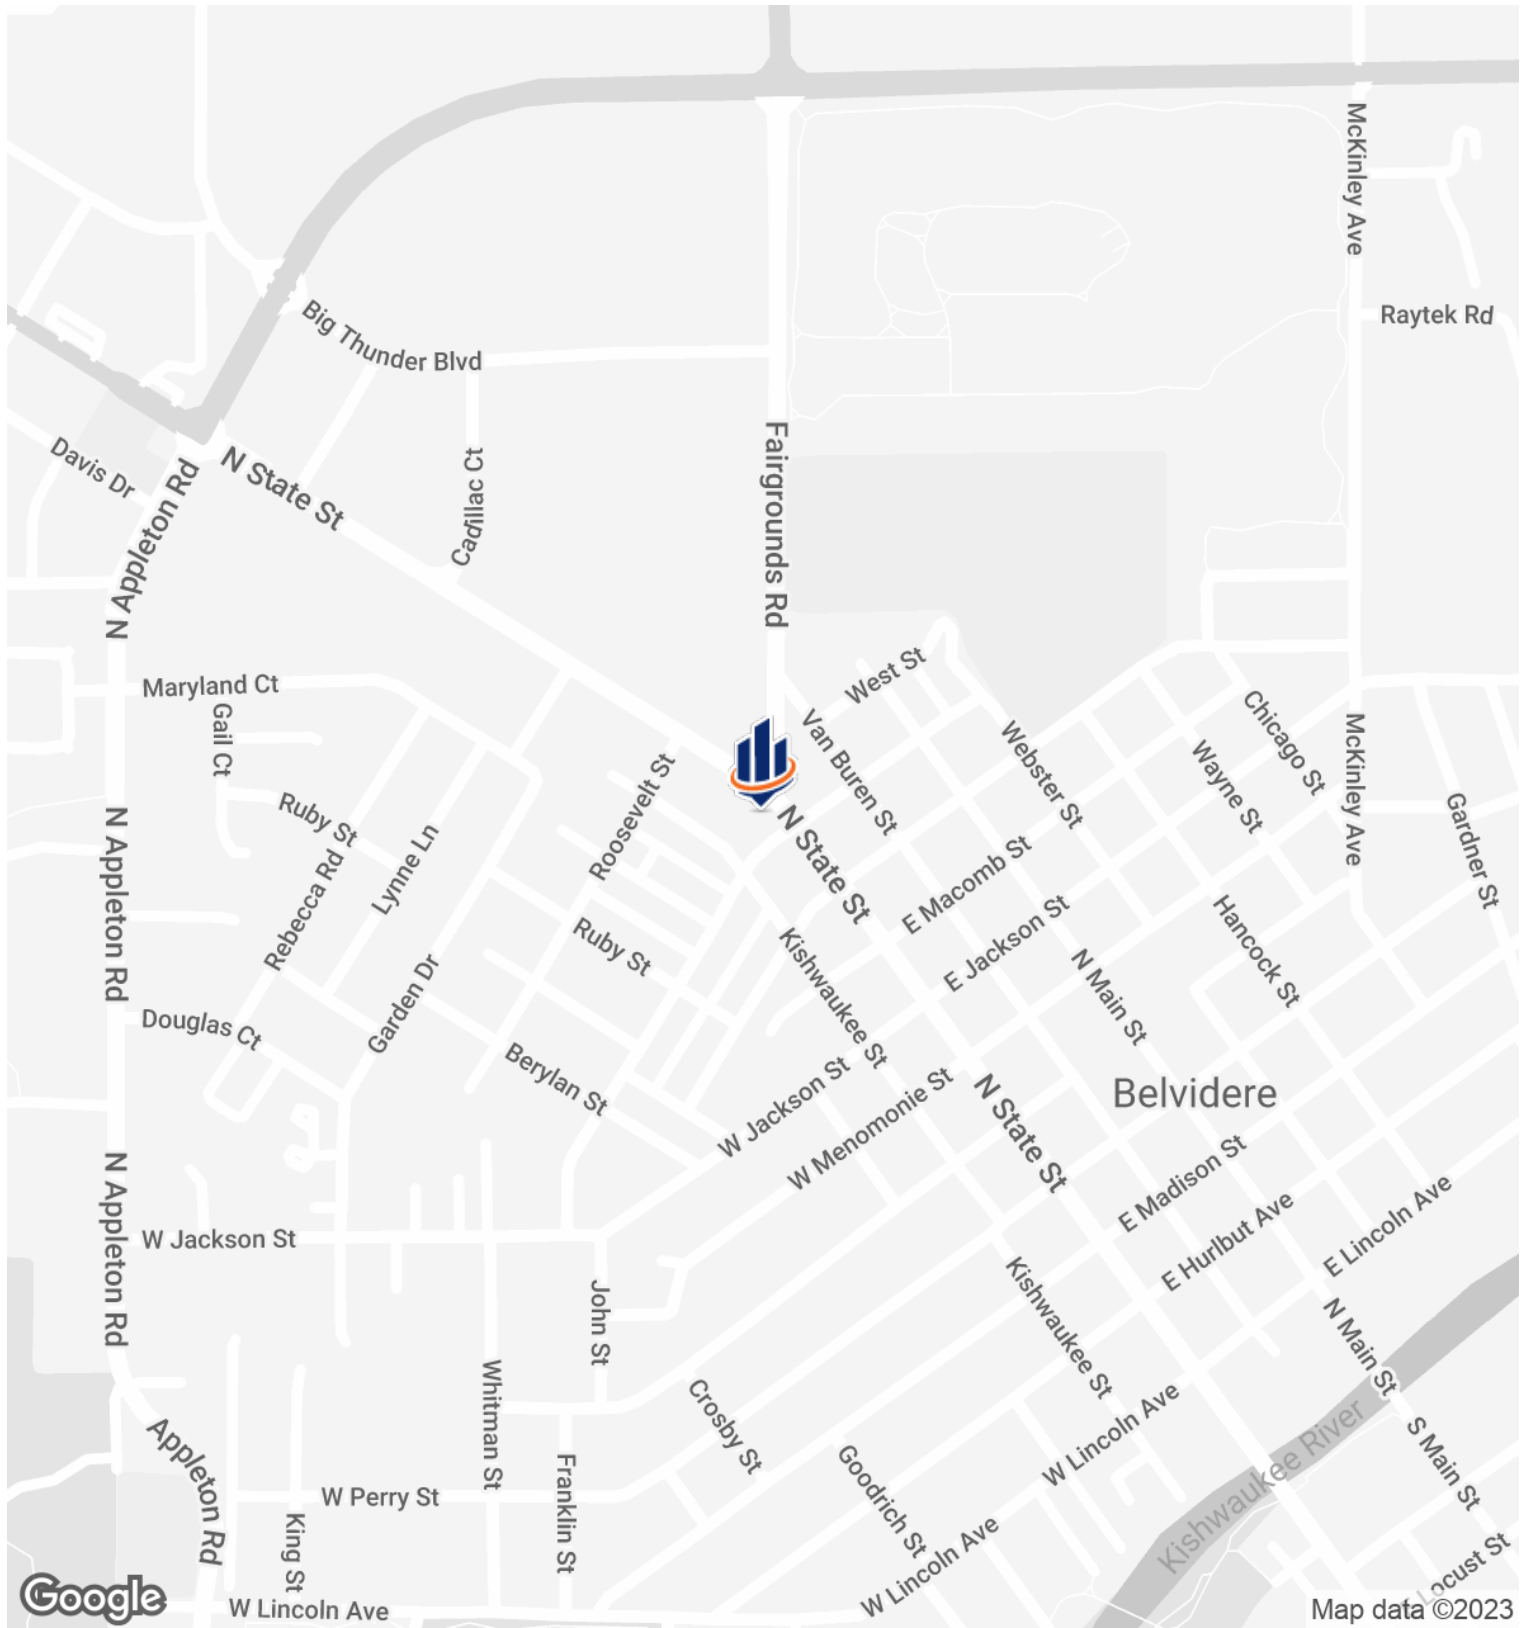 McKinley Ave
Raytek Rd
Big Thunder Blvd
Fairgrounds Rd
Cadillac Ct
Davis Dr
N State St
N Appleton Rd
West St
Maryland Ct
Gail Ct
Van Buren St
Webster St
Chicago St
Wayne St
McKinley Ave
Roosevelt St
Ruby St
Lynne Ln
Rebecca Rd
N State St
Gardner St
N Appleton Rd
E Macomb St
E Jackson St
Hancock St
Ruby St
Kishwaukee St
N Main St
Garden Dr
Douglas Ct
Berylan St
W Jackson St
W Menomonie St
N State St
Belvidere
E Madison St
N Appleton Rd
E Hurlbut Ave
E Lincoln Ave
W Jackson St
John St
Kishwaukee St
N Main St
Whitman St
Crosby St
W Lincoln Ave
Kishwaukee River
S Main St
Appleton Rd
W Perry St
Franklin St
Goodrich St
King St
W Lincoln Ave
Locust St
W Lincoln Ave
Google
Map data ©2023